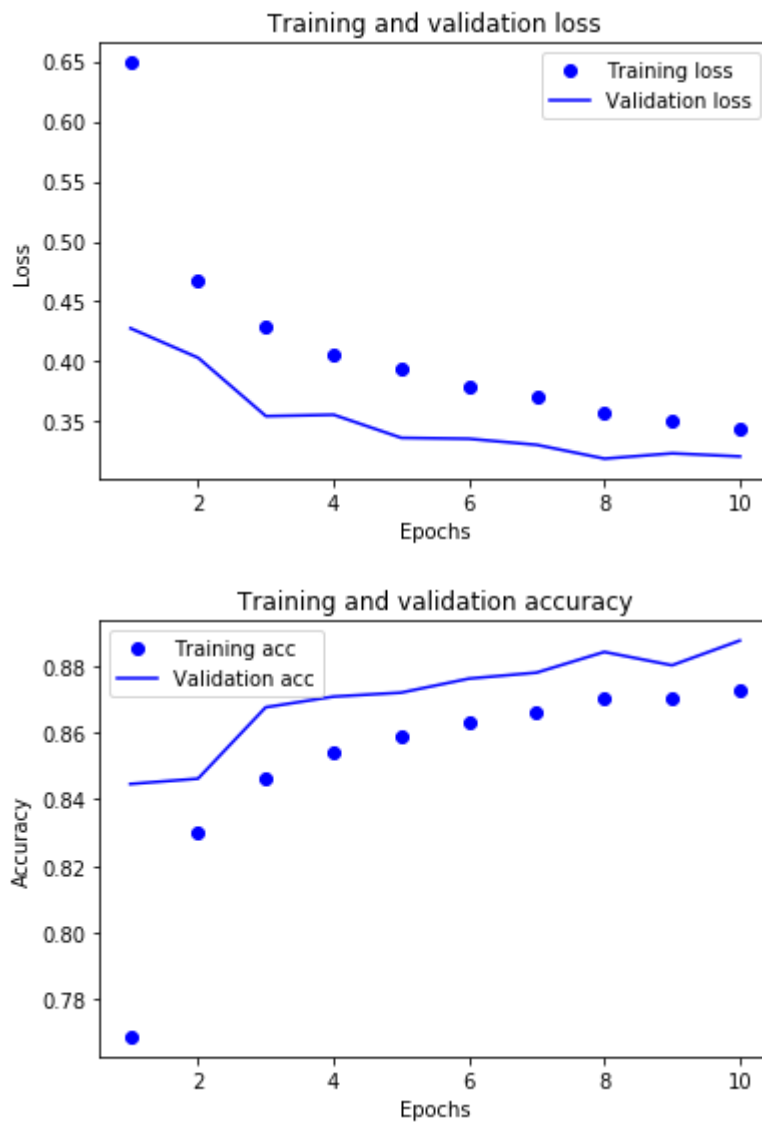 Training and validation loss
Training loss
Validation loss
0.65
0.60
0.55
0.50
0.45
0.40
0.35
Loss
2 4 6 8 10
Epochs
Training and validation accuracy
Training acc
Validation acc
0.88
0.86
0.84
0.82
0.80
0.78
Accuracy
2 4 6 8 10
Epochs